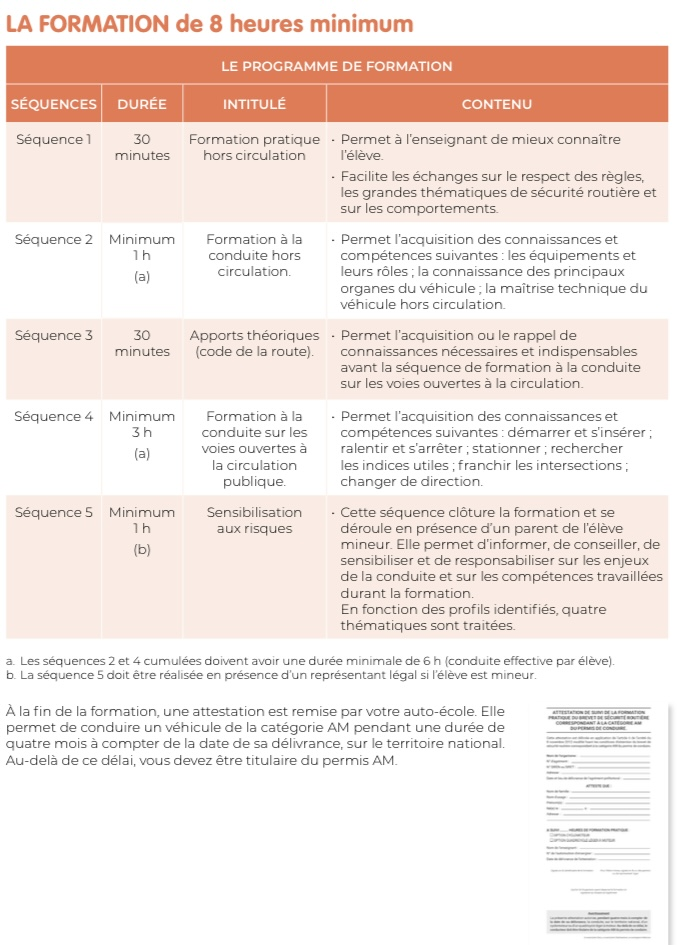 LA FORMATION de 8 heures minimum
LE PROGRAMME DE FORMATION
SÉQUENCES DURÉE INTITULÉ CONTENU
Séquence 1
30
minutes
Formation pratique
hors circulation
• Permet à l'enseignant de mieux connaître
l'élève.
• Facilite les échanges sur le respect des règles,
les grandes thématiques de sécurité routière et
sur les comportements.
Séquence 2
Minimum
1 h
(a)
Formation à la
conduite hors
circulation.
• Permet l'acquisition des connaissances et
compétences suivantes : les équipements et
leurs rôles ; la connaissance des principaux
organes du véhicule ; la maîtrise technique du
véhicule hors circulation.
Séquence 3
30
minutes
Apports théoriques
(code de la route).
• Permet l'acquisition ou le rappel de
connaissances nécessaires et indispensables
avant la séquence de formation à la conduite
sur les voies ouvertes à la circulation.
Séquence 4
Minimum
3 h
(a)
Formation à la
conduite sur les
voies ouvertes à
la circulation
publique.
• Permet l'acquisition des connaissances et
compétences suivantes : démarrer et s'insérer ;
ralentir et s'arrêter ; stationner ; rechercher
les indices utiles ; franchir les intersections ;
changer de direction.
Séquence 5
Minimum
1 h
(b)
Sensibilisation
aux risques
• Cette séquence clôture la formation et se
déroule en présence d'un parent de l'élève
mineur. Elle permet d'informer, de conseiller, de
sensibiliser et de responsabiliser sur les enjeux
de la conduite et sur les compétences travaillées
durant la formation.
En fonction des profils identifiés, quatre
thématiques sont traitées.
a. Les séquences 2 et 4 cumulées doivent avoir une durée minimale de 6 h (conduite effective par élève).
b. La séquence 5 doit être réalisée en présence d'un représentant légal si l'élève est mineur.
À la fin de la formation, une attestation est remise par votre auto-école. Elle
permet de conduire un véhicule de la catégorie AM pendant une durée de
quatre mois à compter de la date de sa délivrance, sur le territoire national.
Au-delà de ce délai, vous devez être titulaire du permis AM.
ATTESTATION DE SUIVI DE LA FORMATION
PRATIQUE DU BREVET DE SÉCURITÉ ROUTIÈRE
CORRESPONDANT À LA CATÉGORIE AM
DU PERMIS DE CONDUIRE
ATTESTE QUE :